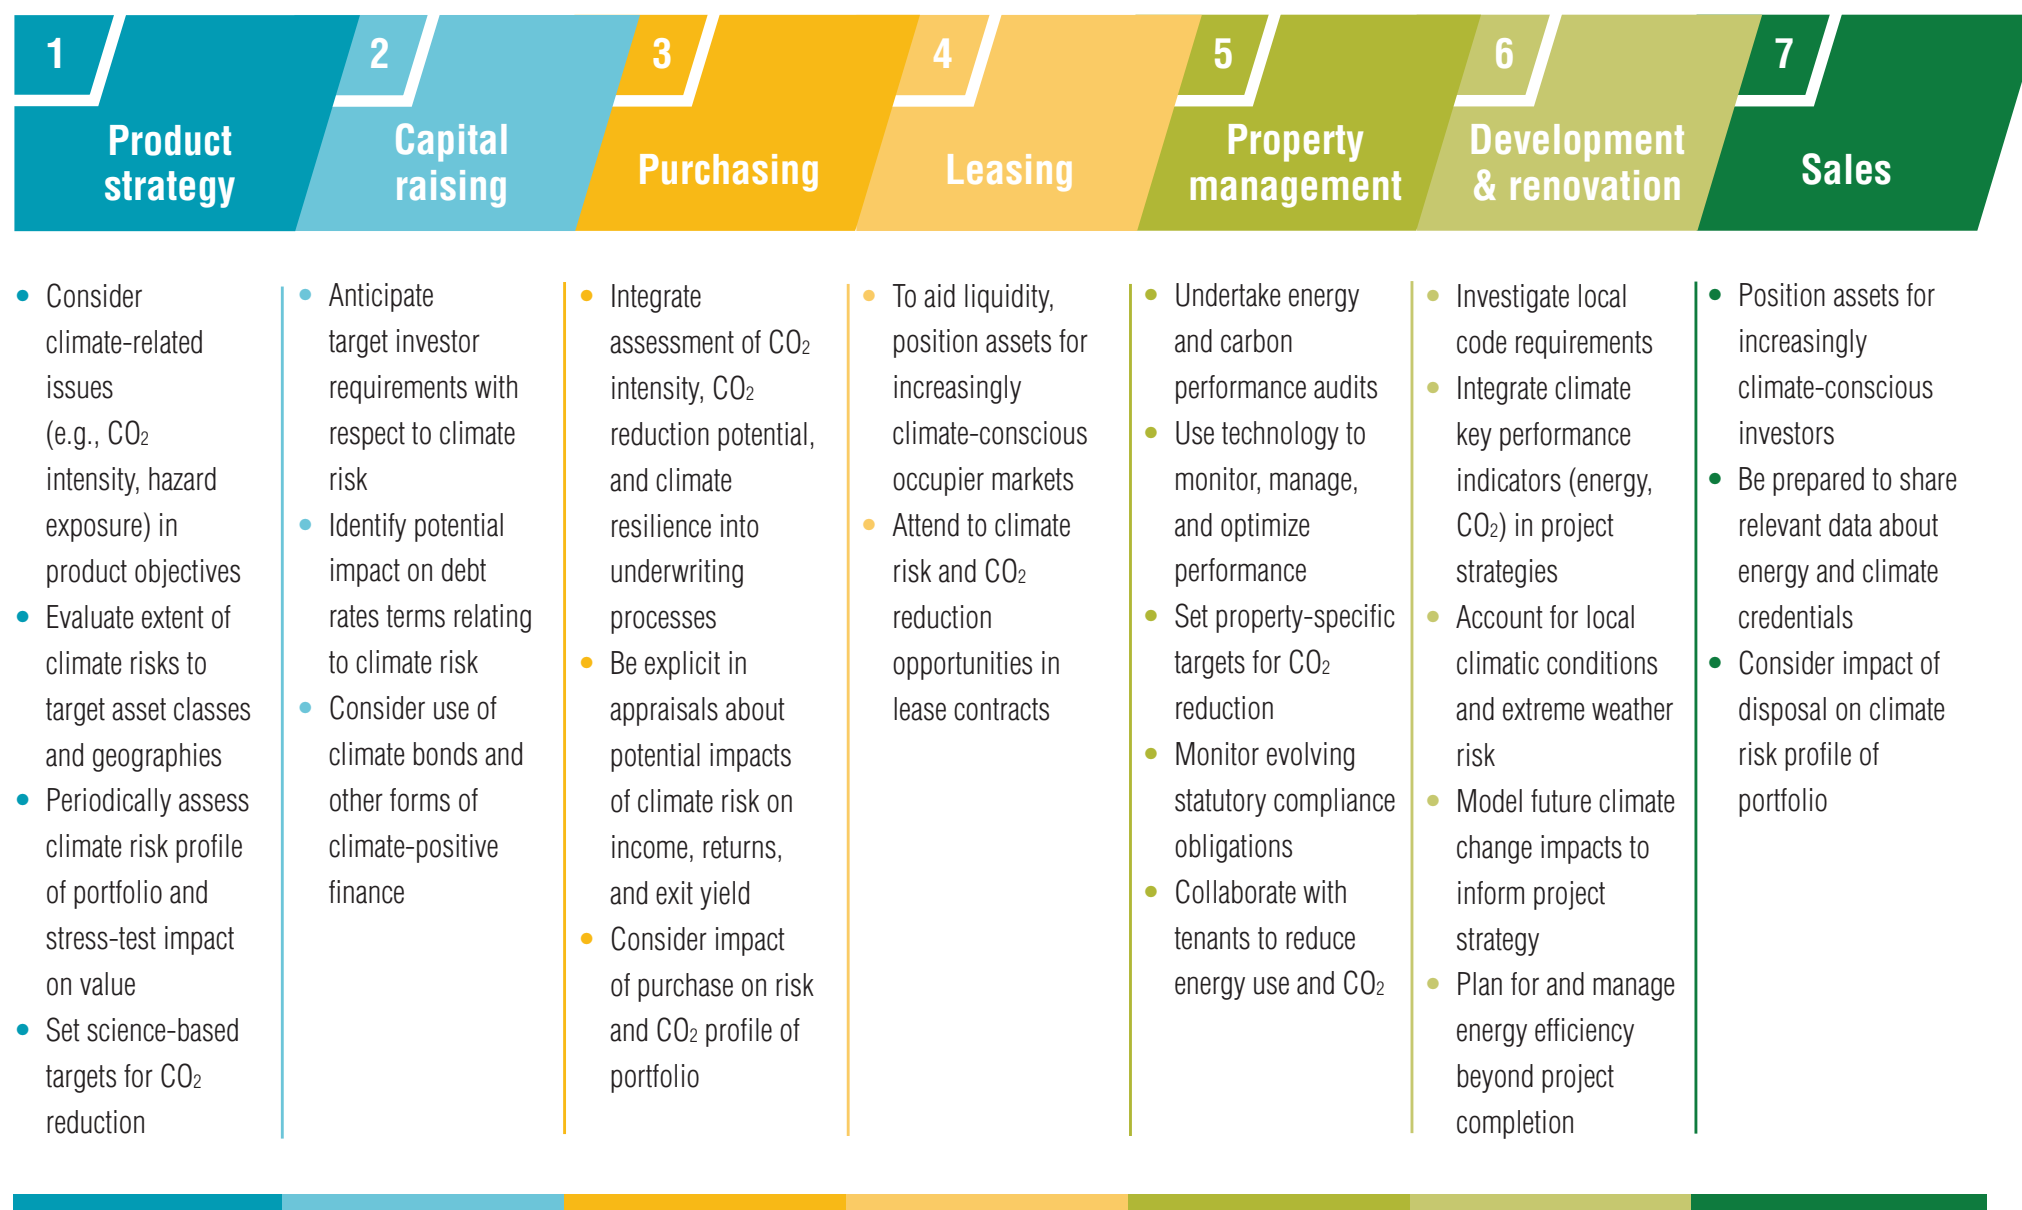 1
Product
strategy
• Consider
climate-related
issues
(e.g., CO2
intensity, hazard
exposure) in
product objectives
• Evaluate extent of
climate risks to
target asset classes
and geographies
• Periodically assess
climate risk profile
of portfolio and
stress-test impact
on value
• Set science-based
targets for CO2
reduction
2
Capital
raising
• Anticipate
target investor
requirements with
respect to climate
risk
• Identify potential
impact on debt
rates terms relating
to climate risk
• Consider use of
climate bonds and
other forms of
climate-positive
finance
3
Purchasing
• Integrate
assessment of CO2
intensity, CO2
reduction potential,
and climate
resilience into
underwriting
processes
• Be explicit in
appraisals about
potential impacts
of climate risk on
income, returns,
and exit yield
• Consider impact
of purchase on risk
and CO2 profile of
portfolio
4
Leasing
• To aid liquidity,
position assets for
increasingly
climate-conscious
occupier markets
• Attend to climate
risk and CO2
reduction
opportunities in
lease contracts
5
Property
management
• Undertake energy
and carbon
performance audits
• Use technology to
monitor, manage,
and optimize
performance
• Set property-specific
targets for CO2
reduction
• Monitor evolving
statutory compliance
obligations
• Collaborate with
tenants to reduce
energy use and CO2
6
Development
& renovation
• Investigate local
code requirements
• Integrate climate
key performance
indicators (energy,
CO2) in project
strategies
• Account for local
climatic conditions
and extreme weather
risk
• Model future climate
change impacts to
inform project
strategy
• Plan for and manage
energy efficiency
beyond project
completion
7
Sales
• Position assets for
increasingly
climate-conscious
investors
• Be prepared to share
relevant data about
energy and climate
credentials
• Consider impact of
disposal on climate
risk profile of
portfolio